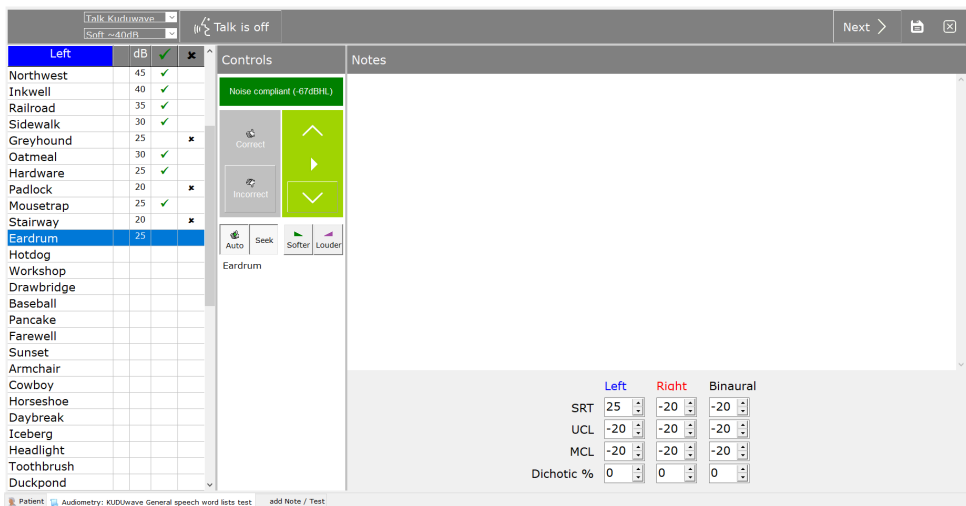 Talk Kuduwave
Soft ~40dB
Talk is off
Next
Left dB
Controls
Notes
Northwest 45
Inkwell 40
Railroad 35
Sidewalk 30
Greyhound 25
Oatmeal 30
Hardware 25
Padlock 20
Mousetrap 25
Stairway 20
Eardrum 25
Hotdog
Workshop
Drawbridge
Baseball
Pancake
Farewell
Sunset
Armchair
Cowboy
Horseshoe
Daybreak
Iceberg
Headlight
Toothbrush
Duckpond
Noise compliant (-67dBHL)
Correct
Incorrect
Auto Seek Softer Louder
Eardrum
Left Right Binaural
SRT 25 -20 -20
UCL -20 -20 -20
MCL -20 -20 -20
Dichotic % 0 0 0
Patient Audiometry: KUDUwave General speech word lists test add Note / Test